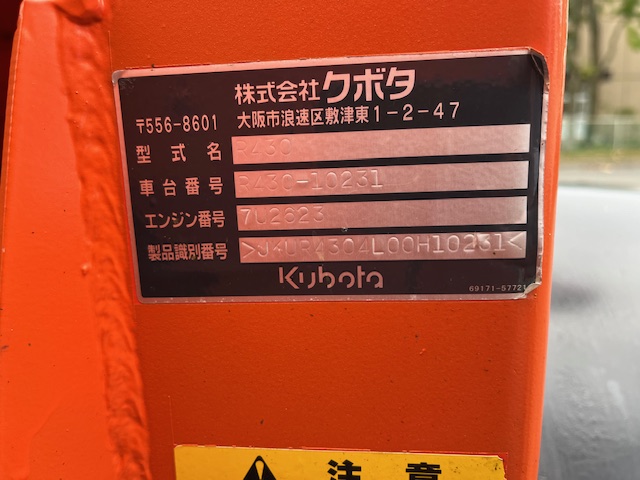 株式会社クボタ
〒556-8601 大阪市浪速区敷津東1-2-47
型式名 R430
車台番号 R430-10231
エンジン番号 7U2623
製品識別番号
Kubota
69171-5772
注意